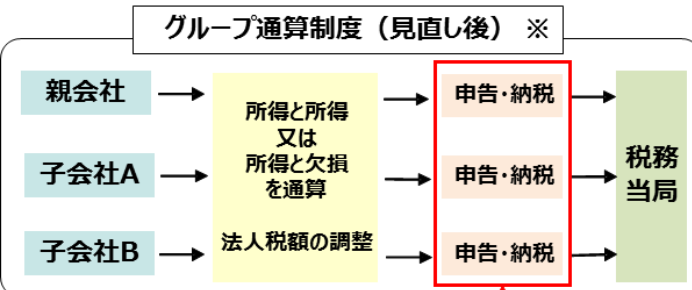 グループ通算制度（見直し後）　※
親会社
子会社A
子会社B
所得と所得
又は
所得と欠損
を通算
法人税額の調整
申告・納税
申告・納税
申告・納税
税務
当局